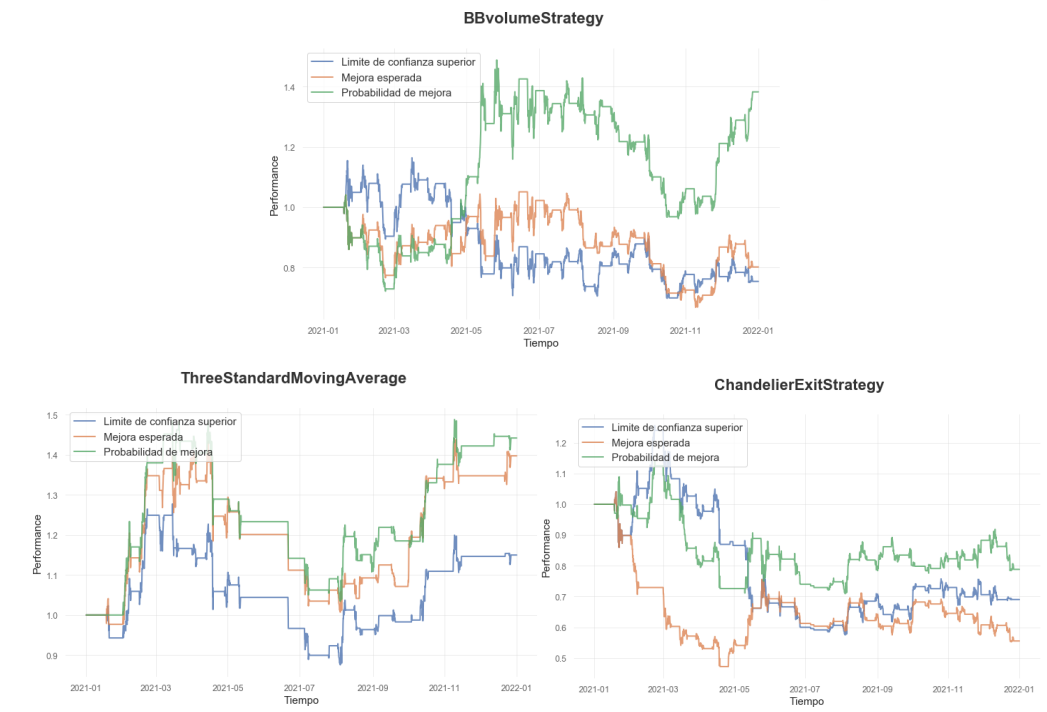 BBvolumeStrategy
Limite de confianza superior
Mejora esperada
Probabilidad de mejora
1.4
1.2
1.0
0.8
Performance
2021-01 2021-03 2021-05 2021-07 2021-09 2021-11 2022-01
Tiempo
ThreeStandardMovingAverage
Limite de confianza superior
Mejora esperada
Probabilidad de mejora
1.5
1.4
1.3
1.2
1.1
1.0
0.9
Performance
2021-01 2021-03 2021-05 2021-07 2021-09 2021-11 2022-01
Tiempo
ChandelierExitStrategy
Limite de confianza superior
Mejora esperada
Probabilidad de mejora
1.2
1.1
1.0
0.9
0.8
0.7
0.6
0.5
Performance
2021-01 2021-03 2021-05 2021-07 2021-09 2021-11 2022-01
Tiempo